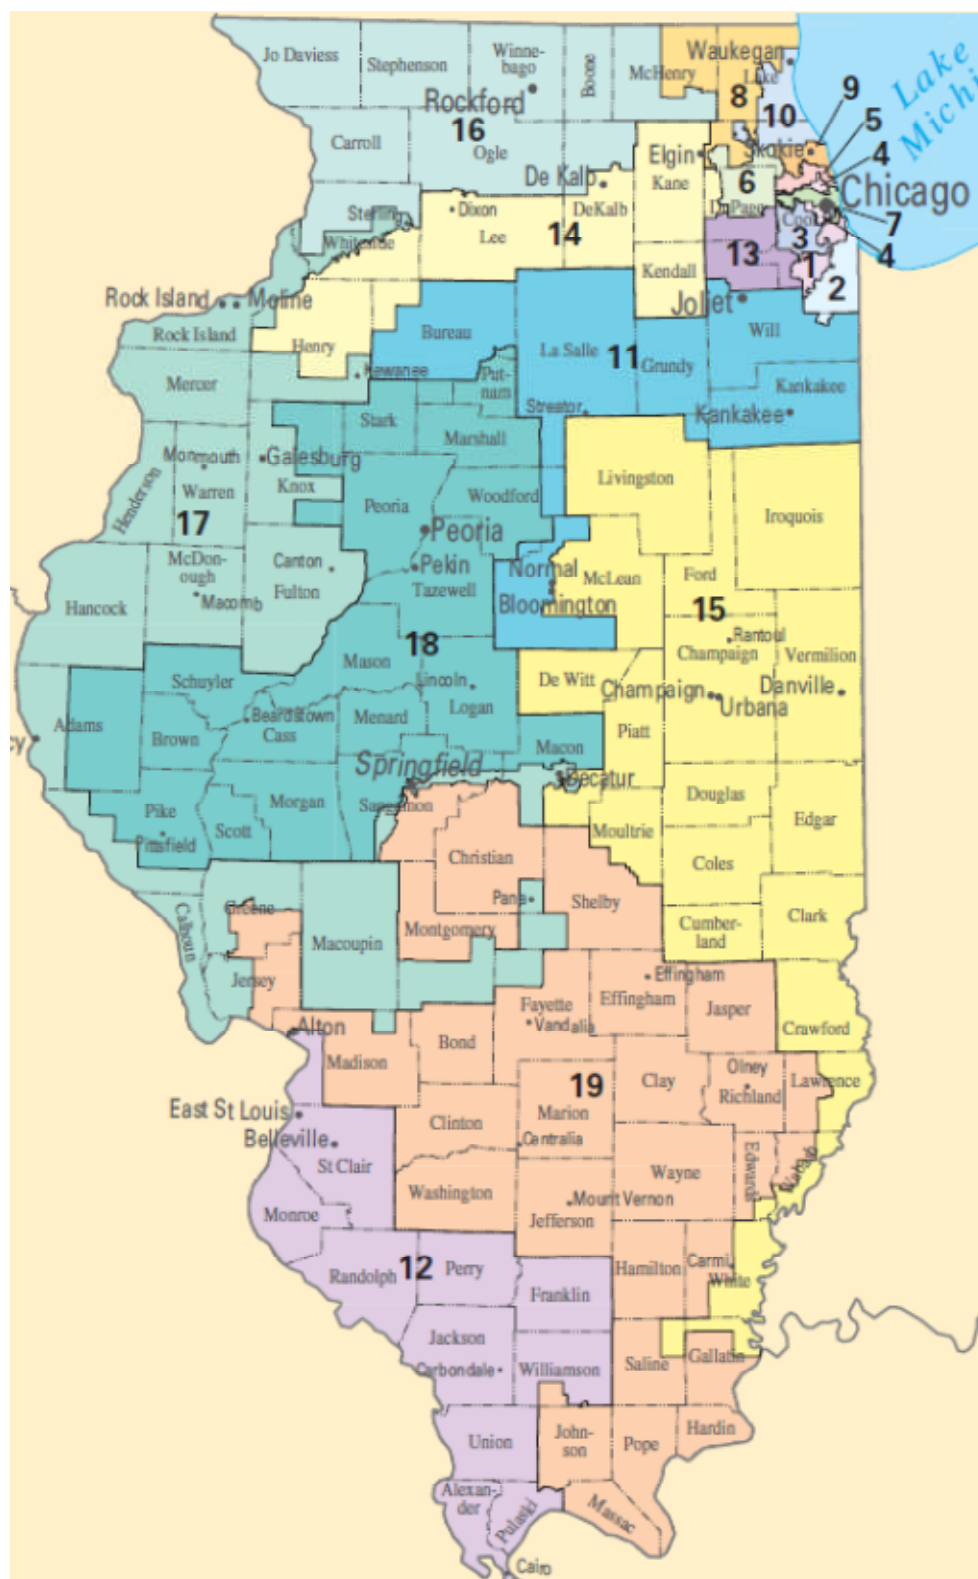 Jo Daviess
Stephenson
Winne-
bago
Boone
McHenry
Waukegan
Lake
Lake
Michi
Rockford
8
10
9
5
4
16
Ogle
Carroll
Elgin
Skokie
6
Chicago
De Kalb
Kane
DuPage
Cook
7
Sterling
Dixon
DeKalb
Lee
14
Whiteside
13
3
4
1
2
Kendall
Joliet
Rock Island
Moline
Rock Island
Henry
Bureau
La Salle
11
Grundy
Will
Mercer
Kewanee
Put-
nam
Kankakee
Kankakee
Streator
Stark
Marshall
Monmouth
Galesburg
Henderson
Warren
Knox
Peoria
Woodford
Livingston
Iroquois
17
Peoria
McDon-
ough
Canton
Pekin
Normal
McLean
Ford
Hancock
Macomb
Fulton
Tazewell
Bloomington
15
Rantoul
18
Champaign
Vermilion
Schuyler
Mason
Lincoln
De Witt
Champaign
Urbana
Danville
Adams
Beardstown
Menard
Logan
cy
Brown
Cass
Macon
Piatt
Springfield
Decatur
Pike
Morgan
Sangamon
Douglas
Pittsfield
Scott
Moultrie
Edgar
Christian
Coles
Greene
Pana
Shelby
Clark
Calhoun
Macoupin
Montgomery
Cumber-
land
Jersey
Effingham
Fayette
Effingham
Jasper
Alton
Vandalia
Crawford
Madison
Bond
Olney
19
Clay
Richland
Lawrence
East St Louis
Clinton
Marion
Belleville
Centralia
St Clair
Wayne
Edwards
Wabash
Washington
Mount Vernon
Monroe
Jefferson
Randolph
12
Perry
Hamilton
Carmi
White
Franklin
Jackson
Saline
Gallatin
Carbondale
Williamson
Union
John-
son
Pope
Hardin
Alexan-
der
Pulaski
Massac
Cairo